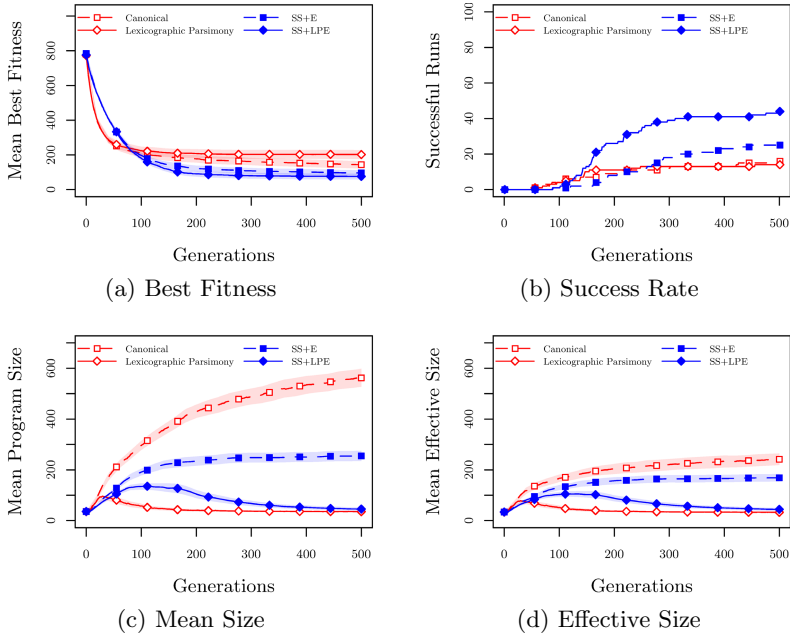 Mean Best Fitness
0 200 400 600 800
Canonical
Lexicographic Parsimony
SS+E
SS+LPE
0 100 200 300 400 500
Generations
(a) Best Fitness
Successful Runs
0 20 40 60 80 100
Canonical
Lexicographic Parsimony
SS+E
SS+LPE
0 100 200 300 400 500
Generations
(b) Success Rate
Mean Program Size
0 200 400 600
Canonical
Lexicographic Parsimony
SS+E
SS+LPE
0 100 200 300 400 500
Generations
(c) Mean Size
Mean Effective Size
0 200 400 600
Canonical
Lexicographic Parsimony
SS+E
SS+LPE
0 100 200 300 400 500
Generations
(d) Effective Size